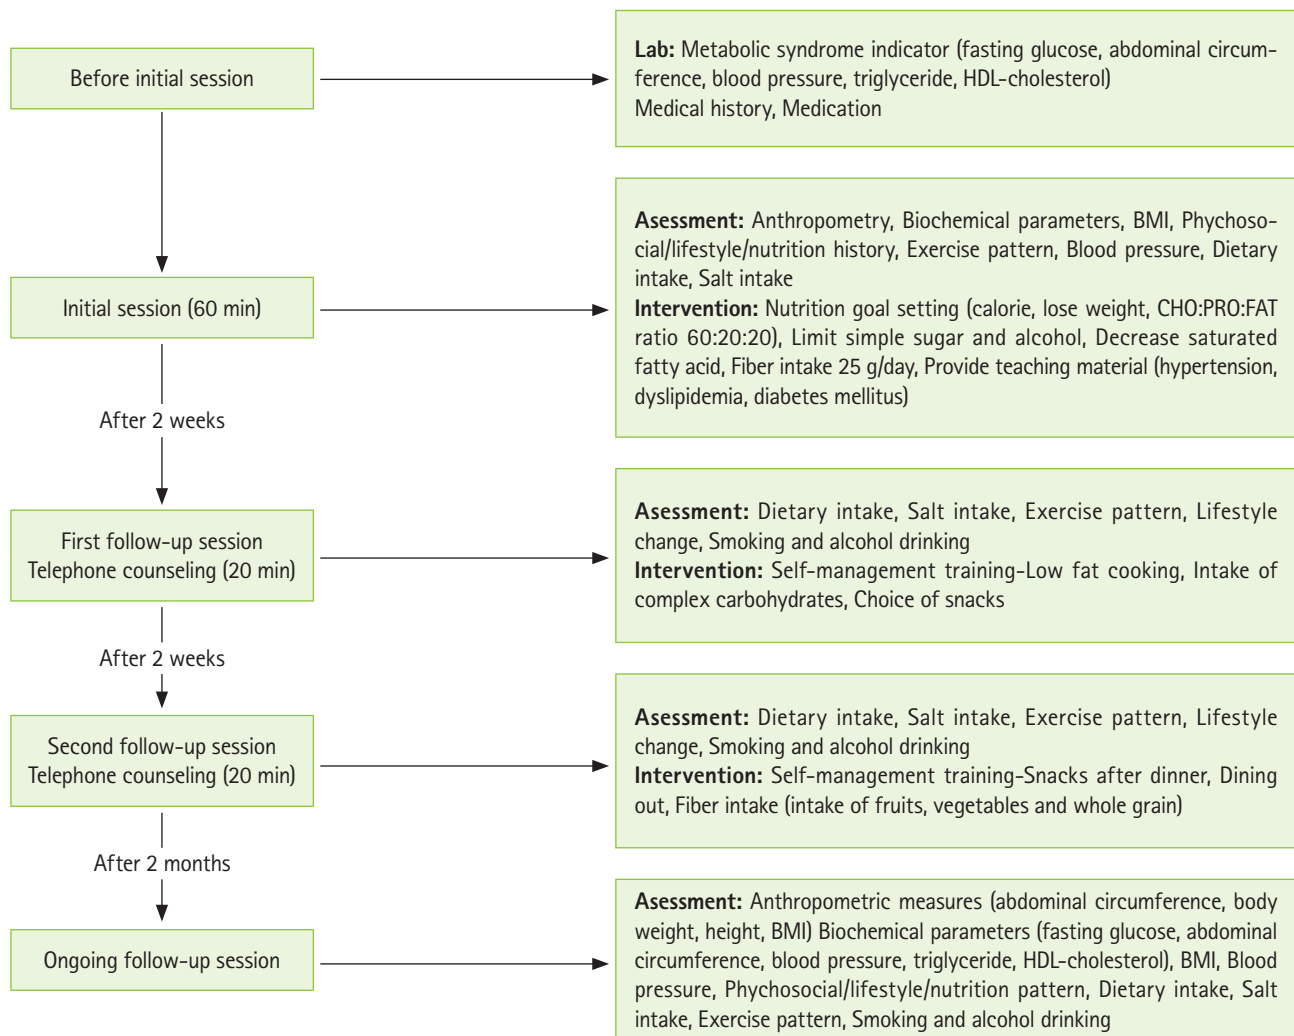 Before initial session
Lab: Metabolic syndrome indicator (fasting glucose, abdominal circum-
ference, blood pressure, triglyceride, HDL-cholesterol)
Medical history, Medication
Initial session (60 min)
Asessment: Anthropometry, Biochemical parameters, BMI, Phychoso-
cial/lifestyle/nutrition history, Exercise pattern, Blood pressure, Dietary
intake, Salt intake
Intervention: Nutrition goal setting (calorie, lose weight, CHO:PRO:FAT
ratio 60:20:20), Limit simple sugar and alcohol, Decrease saturated
fatty acid, Fiber intake 25 g/day, Provide teaching material (hypertension,
dyslipidemia, diabetes mellitus)
After 2 weeks
First follow-up session
Telephone counseling (20 min)
Asessment: Dietary intake, Salt intake, Exercise pattern, Lifestyle
change, Smoking and alcohol drinking
Intervention: Self-management training-Low fat cooking, Intake of
complex carbohydrates, Choice of snacks
After 2 weeks
Second follow-up session
Telephone counseling (20 min)
Asessment: Dietary intake, Salt intake, Exercise pattern, Lifestyle
change, Smoking and alcohol drinking
Intervention: Self-management training-Snacks after dinner, Dining
out, Fiber intake (intake of fruits, vegetables and whole grain)
After 2 months
Ongoing follow-up session
Asessment: Anthropometric measures (abdominal circumference, body
weight, height, BMI) Biochemical parameters (fasting glucose, abdominal
circumference, blood pressure, triglyceride, HDL-cholesterol), BMI, Blood
pressure, Phychosocial/lifestyle/nutrition pattern, Dietary intake, Salt
intake, Exercise pattern, Smoking and alcohol drinking